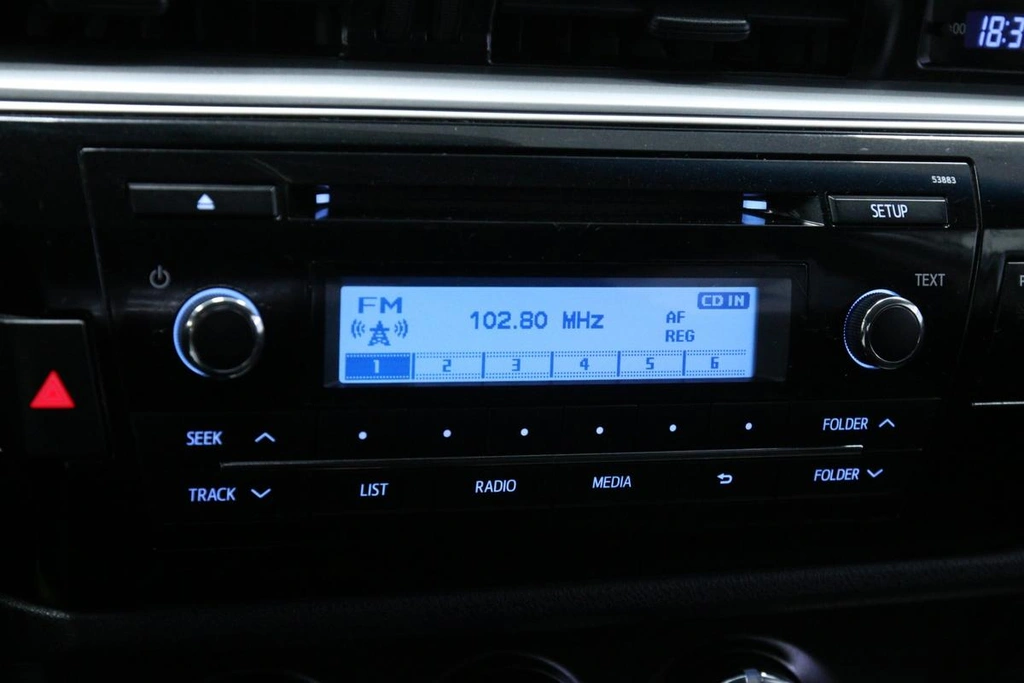 18:3
53883
SETUP
TEXT
FM
102.80 MHz
AF
REG
CD IN
1 2 3 4 5 6
SEEK
FOLDER
TRACK
LIST
RADIO
MEDIA
FOLDER